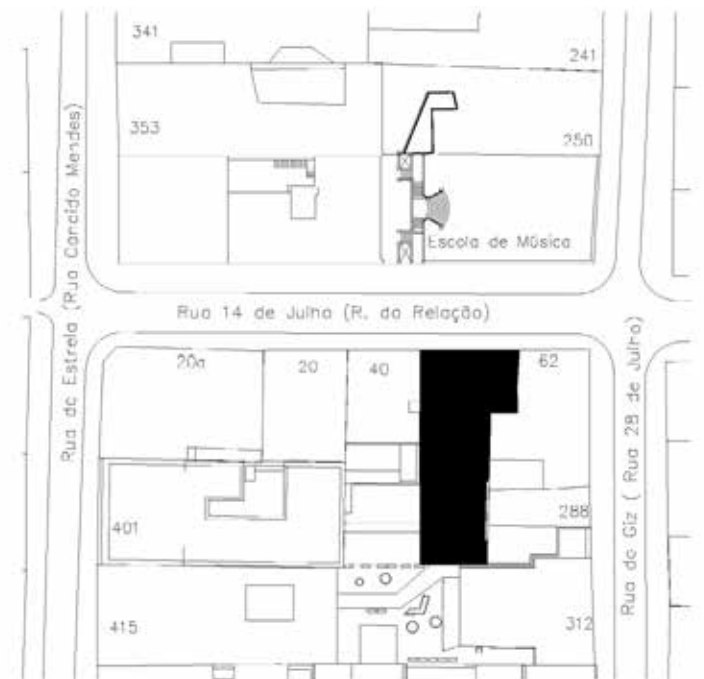 341
241
353
250
Rua da Estrela (Rua Candido Mendes)
Escola de Música
Rua 14 de Julho (R. da Relação)
20a
20
40
62
Rua do Giz ( Rua 28 de Julho)
401
288
415
312